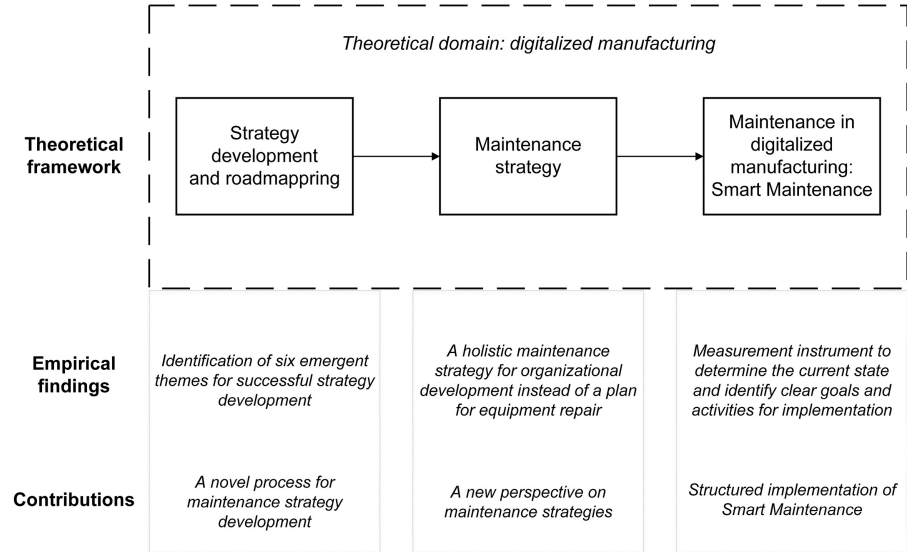 Theoretical domain: digitalized manufacturing
Theoretical
framework
Strategy
development
and roadmappring
Maintenance
strategy
Maintenance in
digitalized
manufacturing:
Smart Maintenance
Empirical
findings
Identification of six emergent
themes for successful strategy
development
A holistic maintenance
strategy for organizational
development instead of a plan
for equipment repair
Measurement instrument to
determine the current state
and identify clear goals and
activities for implementation
Contributions
A novel process for
maintenance strategy
development
A new perspective on
maintenance strategies
Structured implementation of
Smart Maintenance